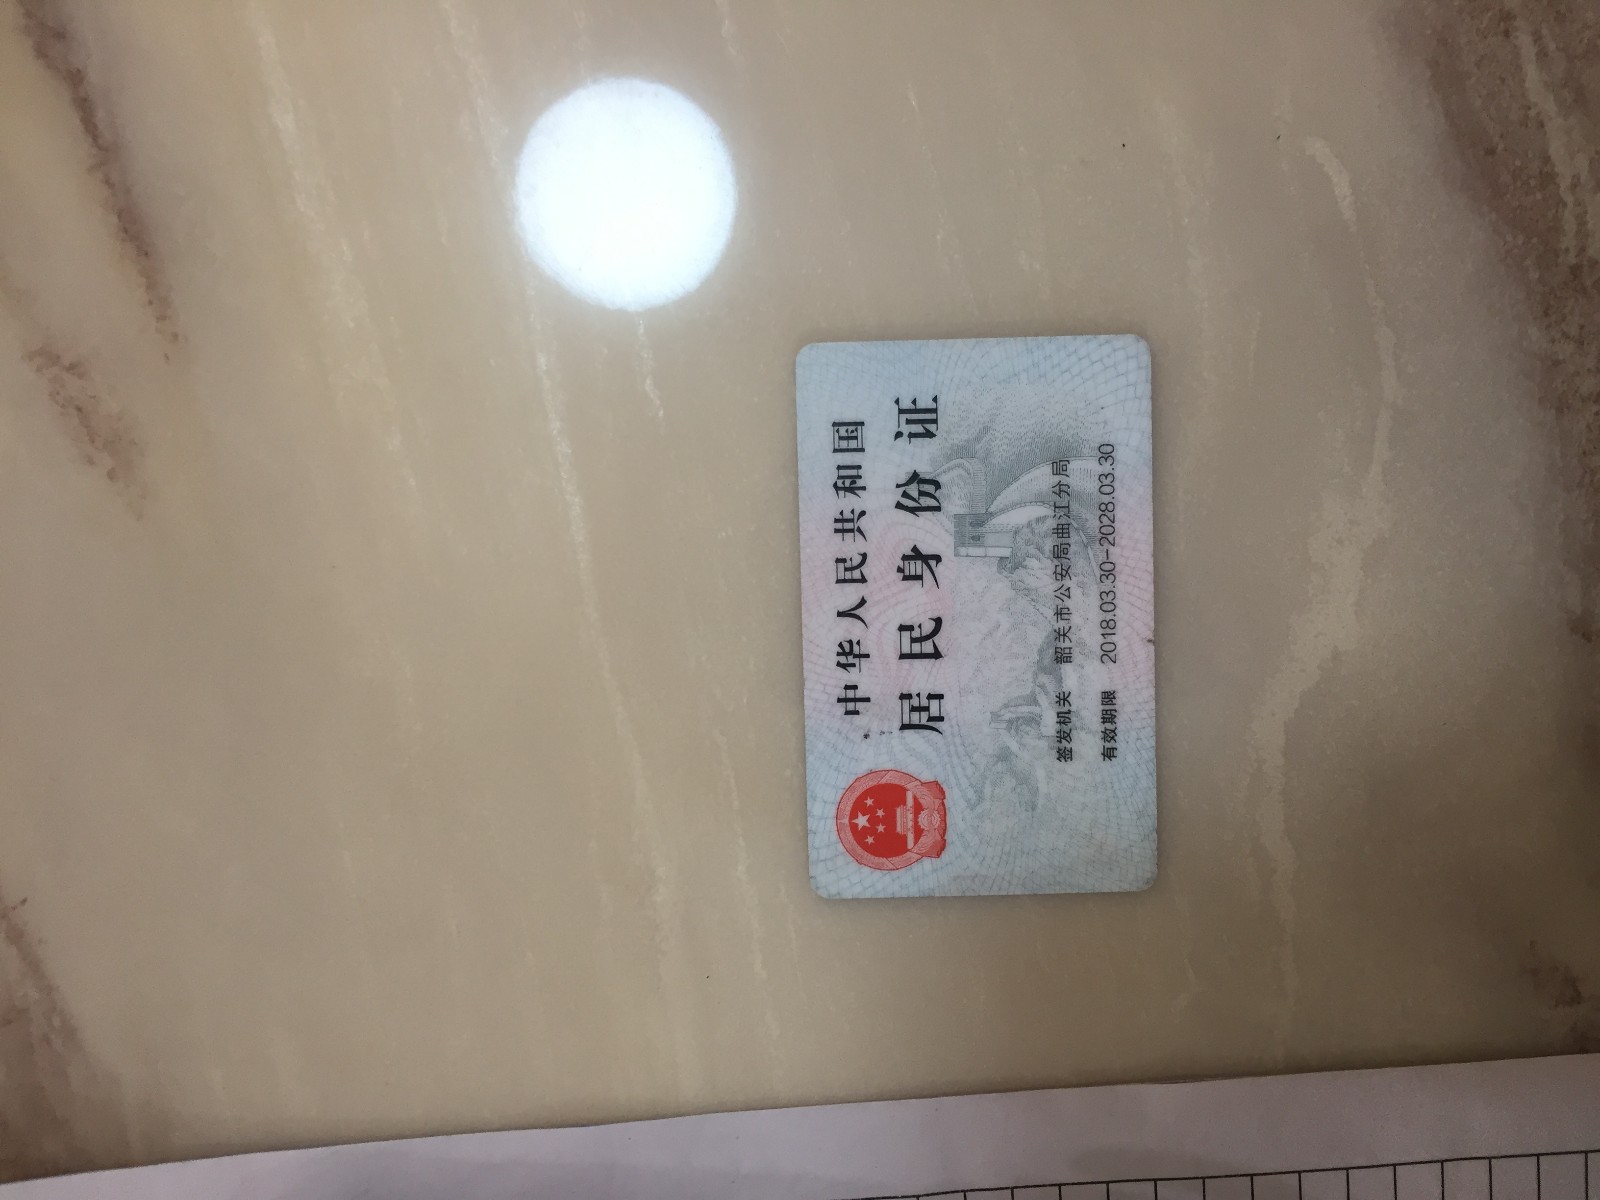 中华人民共和国
居民身份证
签发机关 韶关市公安局曲江分局
有效期限 2018.03.30-2028.03.30